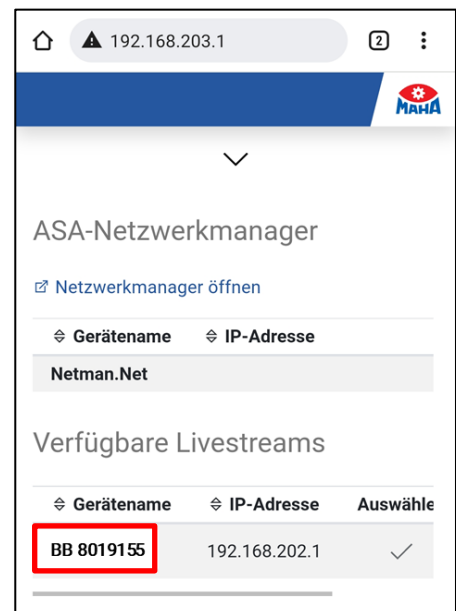 192.168.203.1
2
MAHA
ASA-Netzwerkmanager
Netzwerkmanager öffnen
Gerätename IP-Adresse
Netman.Net
Verfügbare Livestreams
Gerätename IP-Adresse Auswähle
BB 8019155 192.168.202.1